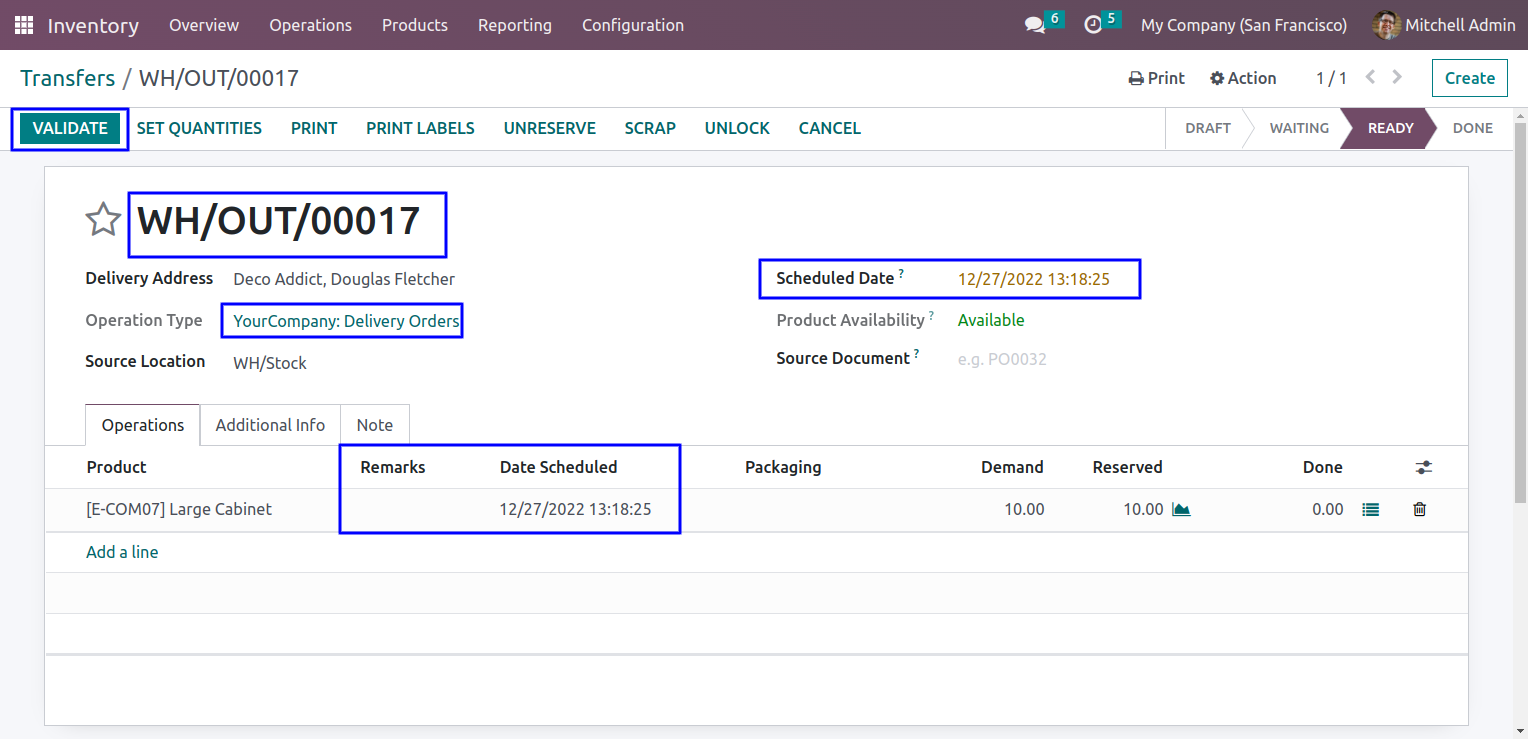 Inventory Overview Operations Products Reporting Configuration 6 5 My Company (San Francisco) Mitchell Admin
Transfers / WH/OUT/00017 Print Action 1 / 1 Create
VALIDATE SET QUANTITIES PRINT PRINT LABELS UNRESERVE SCRAP UNLOCK CANCEL DRAFT WAITING READY DONE
WH/OUT/00017
Delivery Address Deco Addict, Douglas Fletcher Scheduled Date ? 12/27/2022 13:18:25
Operation Type YourCompany: Delivery Orders Product Availability ? Available
Source Location WH/Stock Source Document ? e.g. PO0032
Operations Additional Info Note
Product Remarks Date Scheduled Packaging Demand Reserved Done
[E-COM07] Large Cabinet 12/27/2022 13:18:25 10.00 10.00 0.00
Add a line